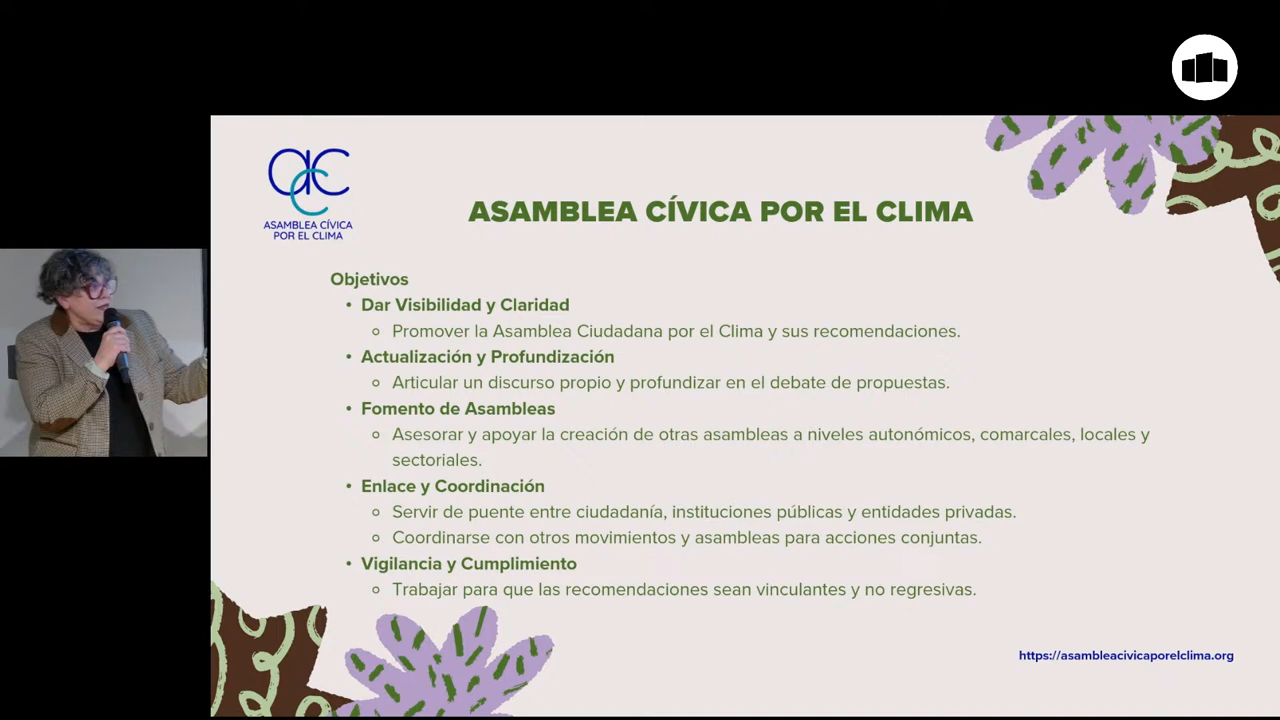 ASAMBLEA CÍVICA
POR EL CLIMA
ASAMBLEA CÍVICA POR EL CLIMA
Objetivos
• Dar Visibilidad y Claridad
○ Promover la Asamblea Ciudadana por el Clima y sus recomendaciones.
• Actualización y Profundización
○ Articular un discurso propio y profundizar en el debate de propuestas.
• Fomento de Asambleas
○ Asesorar y apoyar la creación de otras asambleas a niveles autonómicos, comarcales, locales y
sectoriales.
• Enlace y Coordinación
○ Servir de puente entre ciudadanía, instituciones públicas y entidades privadas.
○ Coordinarse con otros movimientos y asambleas para acciones conjuntas.
• Vigilancia y Cumplimiento
○ Trabajar para que las recomendaciones sean vinculantes y no regresivas.
https://asambleacivicaporelclima.org